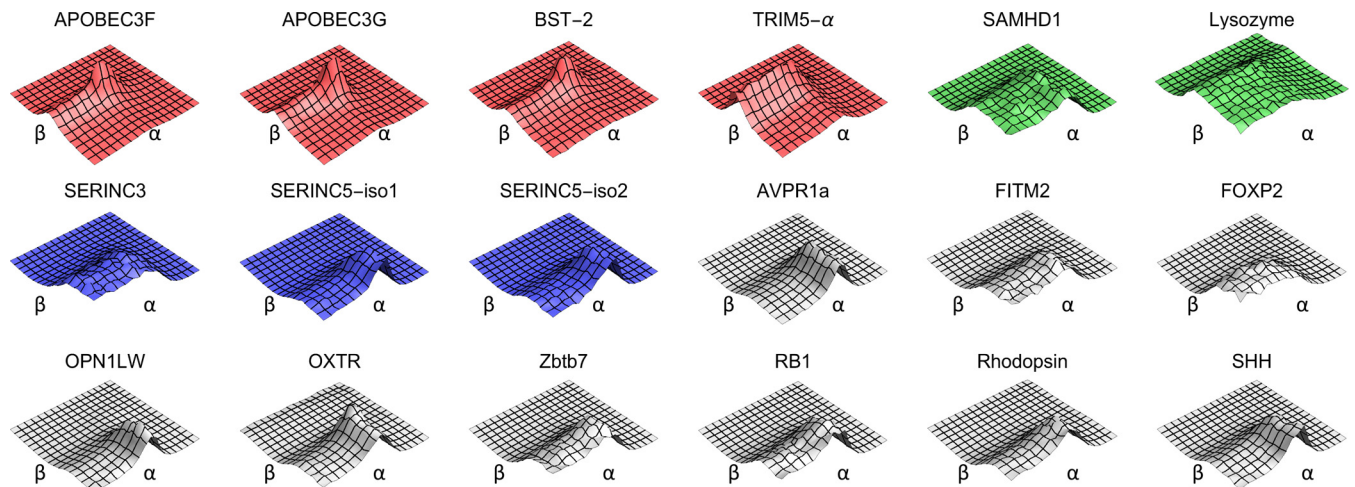 APOBEC3F APOBEC3G BST−2 TRIM5−α SAMHD1 Lysozyme
β α β α β α β α β α β α
SERINC3 SERINC5−iso1 SERINC5−iso2 AVPR1a FITM2 FOXP2
β α β α β α β α β α β α
OPN1LW OXTR Zbtb7 RB1 Rhodopsin SHH
β α β α β α β α β α β α